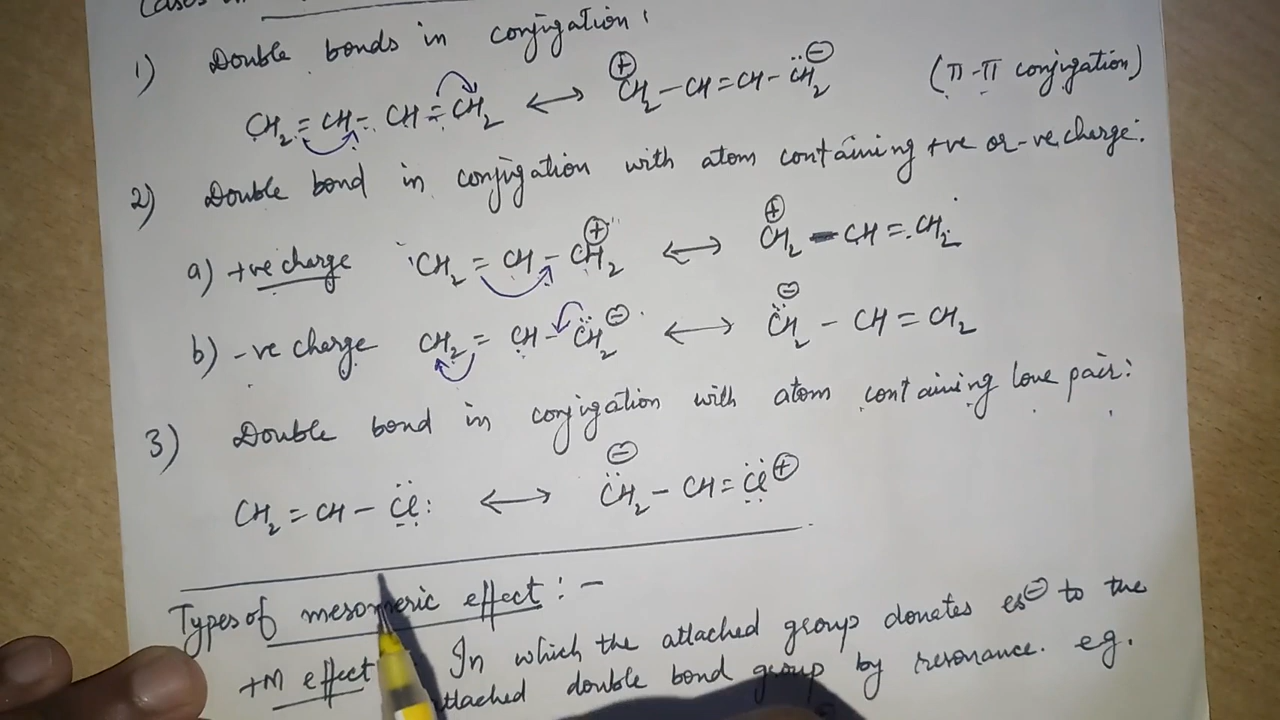 Cases in
1) Double bonds in conjugation:
CH₂ = CH - CH = CH₂ ⟷ ⊕CH₂ - CH = CH - C̈H₂⊖ (π-π conjugation)
2) Double bond in conjugation with atom containing +ve or -ve charge:
a) +ve charge CH₂ = CH - CH₂⊕ ⟷ ⊕CH₂ - CH = CH₂
b) -ve charge CH₂ = CH - C̈H₂⊖ ⟷ ⊖C̈H₂ - CH = CH₂
3) Double bond in conjugation with atom containing lone pair:
CH₂ = CH - C̈l: ⟷ ⊖C̈H₂ - CH = C̈l⊕
Types of mesomeric effect : -
+M effect In which the attached group donates es⊖ to the
attached double bond group by resonance. eg.